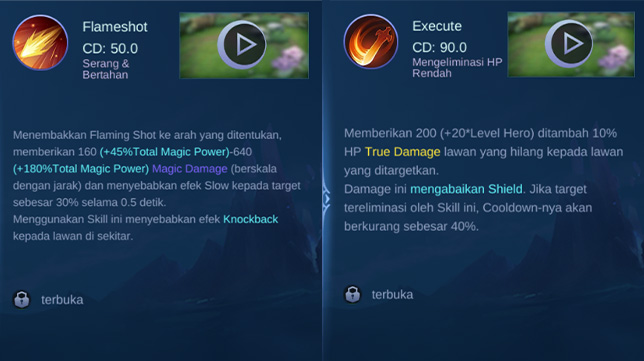 Flameshot
CD: 50.0
Serang &
Bertahan
Menembakkan Flaming Shot ke arah yang ditentukan,
memberikan 160 (+45%Total Magic Power)-640
(+180%Total Magic Power) Magic Damage (berskala
dengan jarak) dan menyebabkan efek Slow kepada target
sebesar 30% selama 0.5 detik.
Menggunakan Skill ini menyebabkan efek Knockback
kepada lawan di sekitar.
terbuka
Execute
CD: 90.0
Mengeliminasi HP
Rendah
Memberikan 200 (+20*Level Hero) ditambah 10%
HP True Damage lawan yang hilang kepada lawan
yang ditargetkan.
Damage ini mengabaikan Shield. Jika target
tereliminasi oleh Skill ini, Cooldown-nya akan
berkurang sebesar 40%.
terbuka